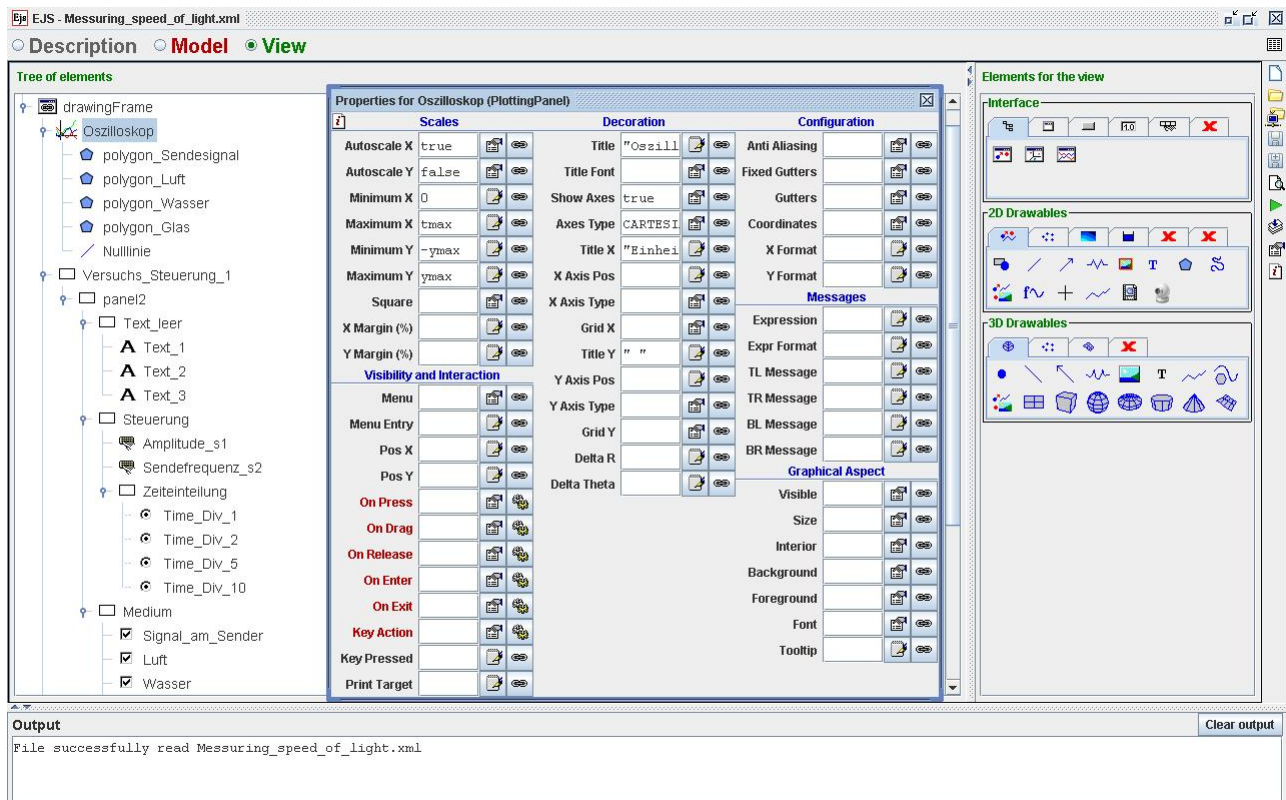 EJS - Messuring_speed_of_light.xml
Description Model View
Tree of elements
drawingFrame
Oszilloskop
polygon_Sendesignal
polygon_Luft
polygon_Wasser
polygon_Glas
Nulllinie
Versuchs_Steuerung_1
panel2
Text_leer
A Text_1
A Text_2
A Text_3
Steuerung
Amplitude_s1
Sendefrequenz_s2
Zeiteinteilung
Time_Div_1
Time_Div_2
Time_Div_5
Time_Div_10
Medium
Signal_am_Sender
Luft
Wasser
Properties for Oszilloskop (PlottingPanel)
Scales
Autoscale X true
Autoscale Y false
Minimum X 0
Maximum X tmax
Minimum Y -ymax
Maximum Y ymax
Square
X Margin (%)
Y Margin (%)
Visibility and Interaction
Menu
Menu Entry
Pos X
Pos Y
On Press
On Drag
On Release
On Enter
On Exit
Key Action
Key Pressed
Print Target
Decoration
Title "Oszill
Title Font
Show Axes true
Axes Type CARTESI
Title X "Einhei
X Axis Pos
X Axis Type
Grid X
Title Y " "
Y Axis Pos
Y Axis Type
Grid Y
Delta R
Delta Theta
Configuration
Anti Aliasing
Fixed Gutters
Gutters
Coordinates
X Format
Y Format
Messages
Expression
Expr Format
TL Message
TR Message
BL Message
BR Message
Graphical Aspect
Visible
Size
Interior
Background
Foreground
Font
Tooltip
Elements for the view
Interface
2D Drawables
3D Drawables
Output
Clear output
File successfully read Messuring_speed_of_light.xml